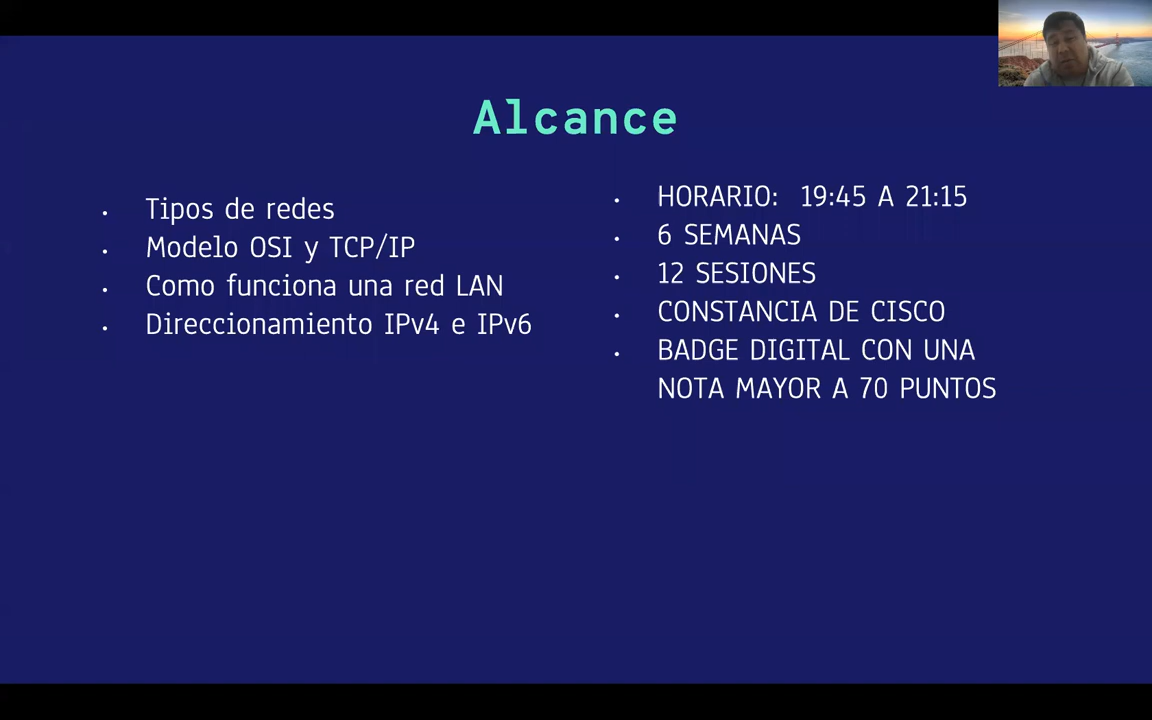 Alcance
Tipos de redes
Modelo OSI y TCP/IP
Como funciona una red LAN
Direccionamiento IPv4 e IPv6
HORARIO: 19:45 A 21:15
6 SEMANAS
12 SESIONES
CONSTANCIA DE CISCO
BADGE DIGITAL CON UNA
NOTA MAYOR A 70 PUNTOS